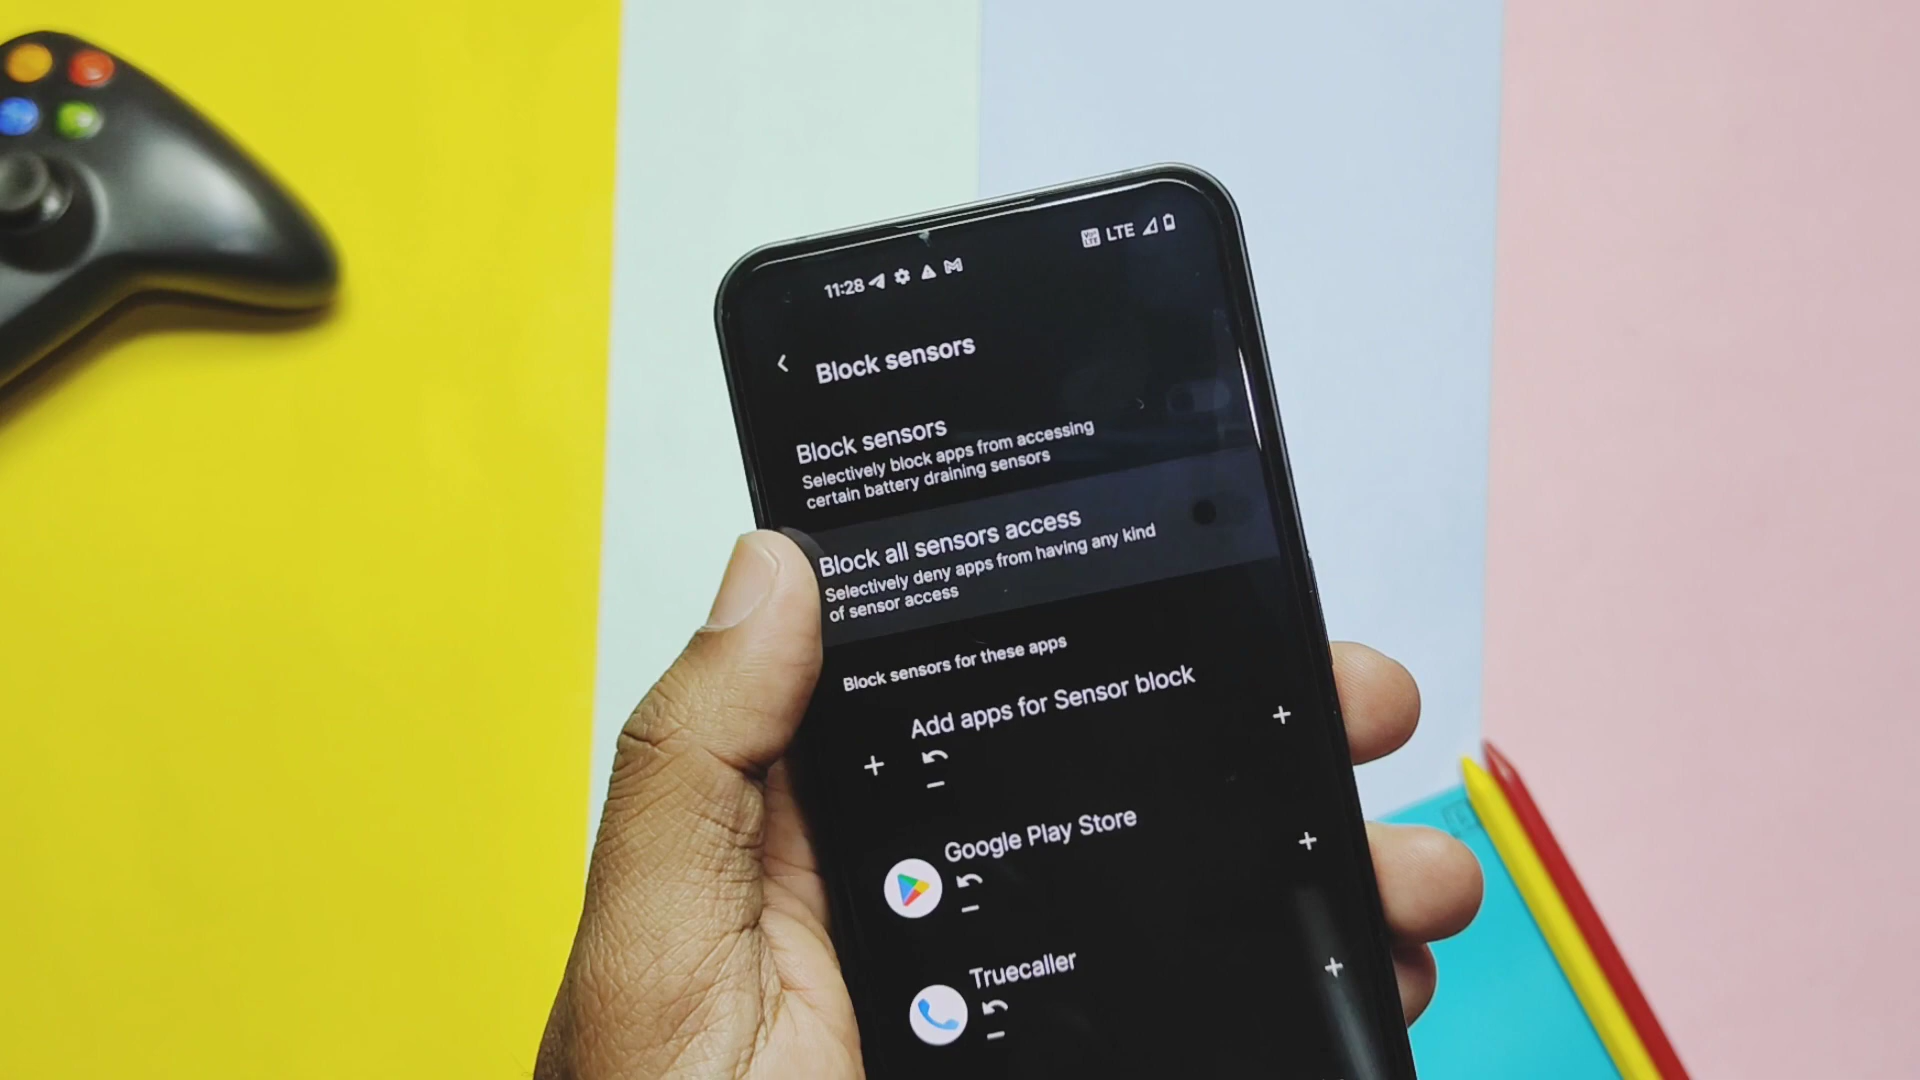 11:28
VoLTE LTE
Block sensors
Block sensors
Selectively block apps from accessing
certain battery draining sensors
Block all sensors access
Selectively deny apps from having any kind
of sensor access
Block sensors for these apps
Add apps for Sensor block
Google Play Store
Truecaller